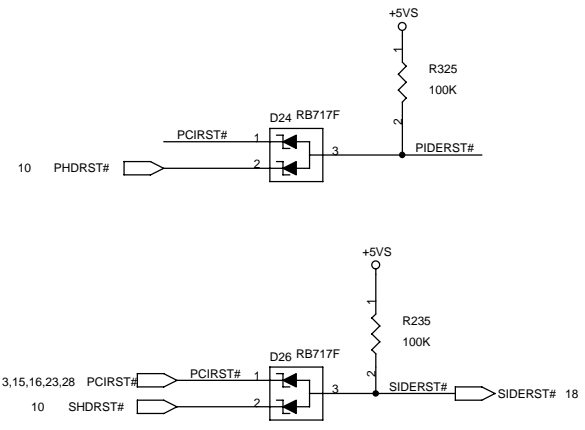 +5VS
1
R325
100K
2
D24 RB717F
PCIRST# 1
3 PIDERST#
10 PHDRST# 2
+5VS
1
R235
100K
2
D26 RB717F
3,15,16,23,28 PCIRST# PCIRST# 1
3 SIDERST# SIDERST# 18
10 SHDRST# 2